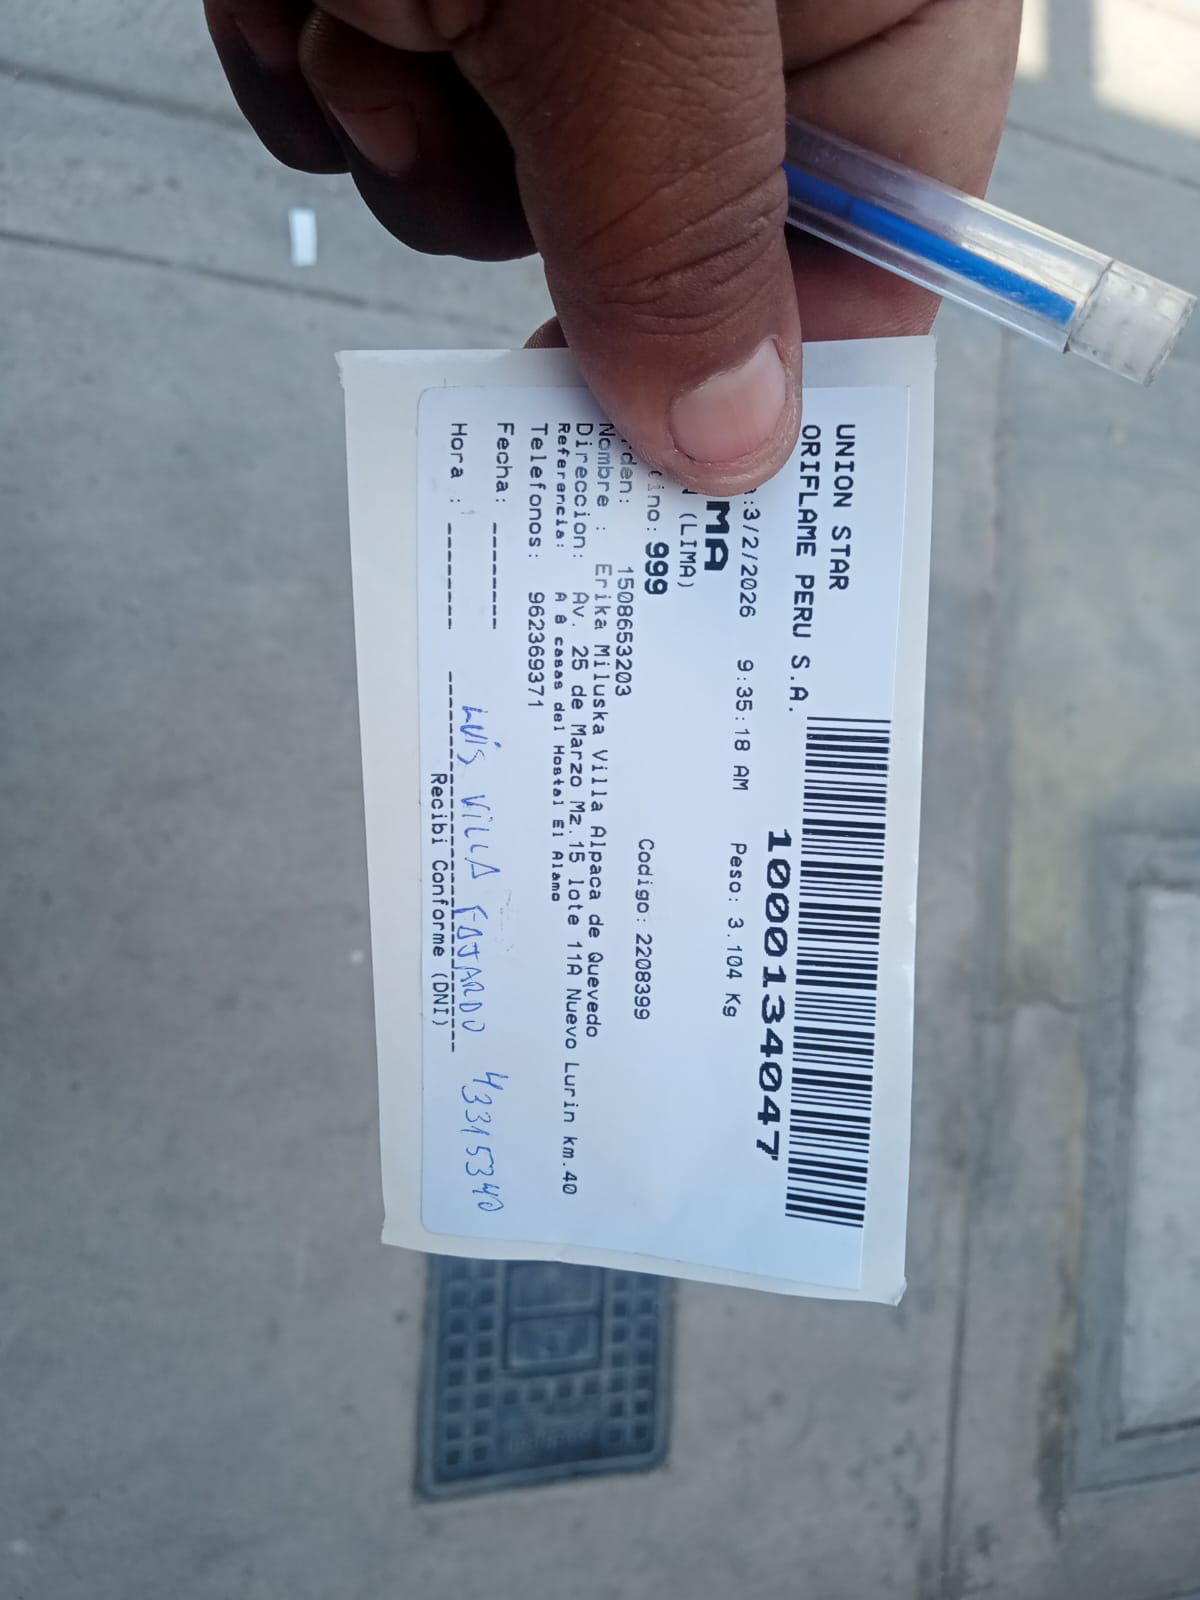 UNION STAR
ORIFLAME PERU S.A.
1000134047
:3/2/2026 9:35:18 AM Peso: 3.104 Kg
MA
(LIMA)
999 Codigo: 2208399
1508653203
Nombre : Erika Miluska Villa Alpaca de Quevedo
Direccion: Av. 25 de Marzo Mz.15 lote 11A Nuevo Lurin km.40
Referencia: A 8 casas del Hostal El Alamo
Telefonos: 962369371
Fecha: --------
Hora : --------
LUIS VILLA FAJARDO 43315340
Recibi Conforme (DNI)